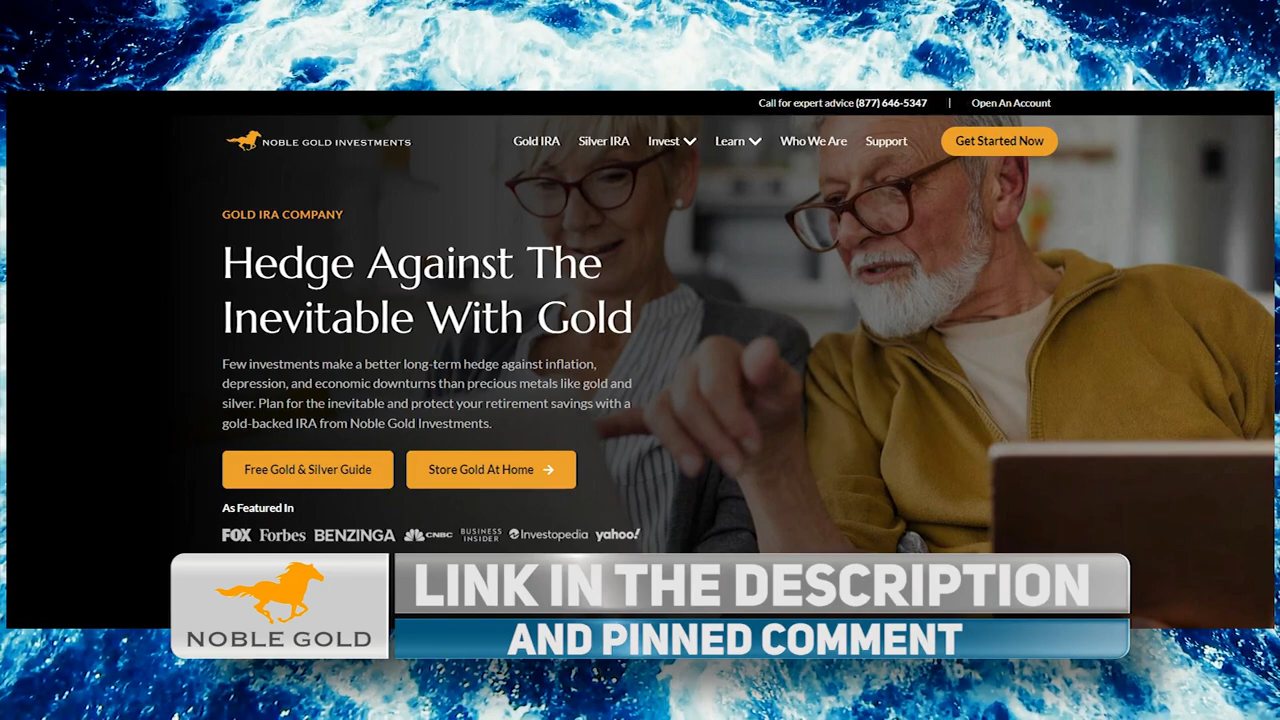 Call for expert advice (877) 646-5347 | Open An Account
NOBLE GOLD INVESTMENTS
Gold IRA Silver IRA Invest Learn Who We Are Support Get Started Now
GOLD IRA COMPANY
Hedge Against The
Inevitable With Gold
Few investments make a better long-term hedge against inflation,
depression, and economic downturns than precious metals like gold and
silver. Plan for the inevitable and protect your retirement savings with a
gold-backed IRA from Noble Gold Investments.
Free Gold & Silver Guide Store Gold At Home →
As Featured In
FOX Forbes BENZINGA CNBC BUSINESS INSIDER Investopedia yahoo!
NOBLE GOLD
LINK IN THE DESCRIPTION
AND PINNED COMMENT